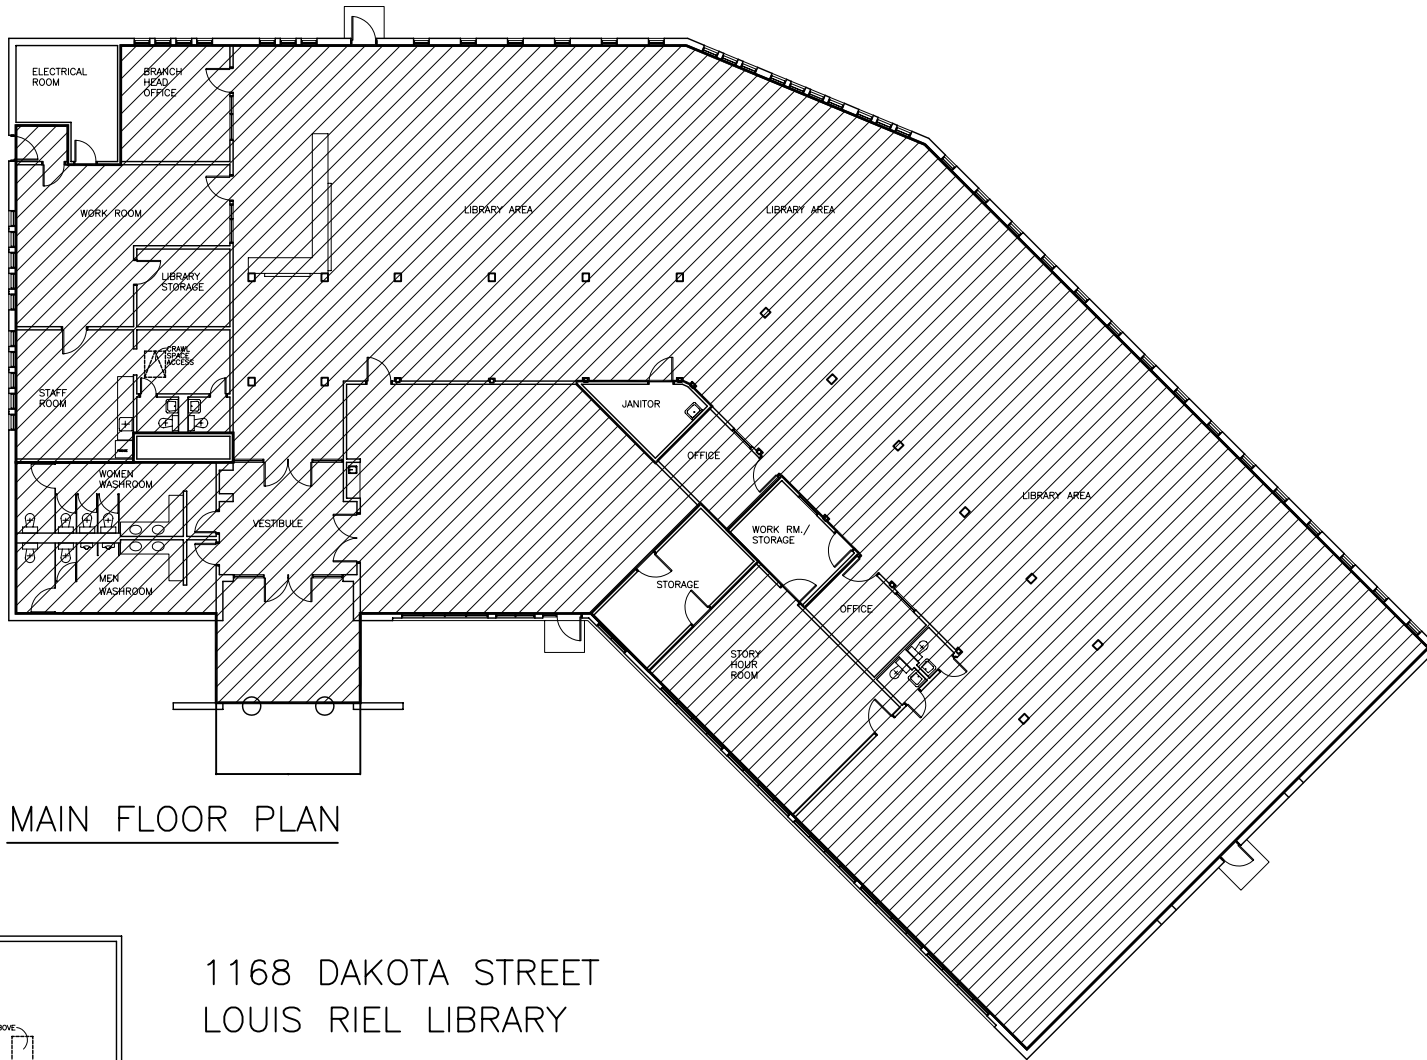 ELECTRICAL
ROOM
BRANCH
HEAD
OFFICE
WORK ROOM
LIBRARY AREA
LIBRARY AREA
LIBRARY
STORAGE
CRAWL
SPACE
ACCESS
STAFF
ROOM
JANITOR
OFFICE
WOMEN
WASHROOM
VESTIBULE
LIBRARY AREA
WORK RM./
STORAGE
MEN
WASHROOM
STORAGE
OFFICE
STORY
HOUR
ROOM
MAIN FLOOR PLAN
1168 DAKOTA STREET
LOUIS RIEL LIBRARY